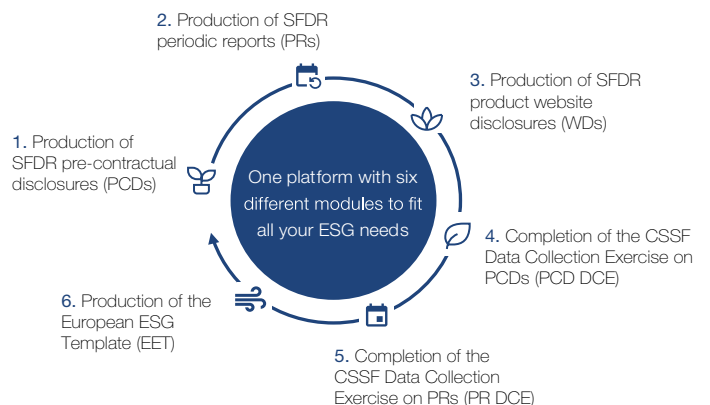 2. Production of SFDR
periodic reports (PRs)
3. Production of SFDR
product website
disclosures (WDs)
1. Production of
SFDR pre-contractual
disclosures (PCDs)
One platform with six
different modules to fit
all your ESG needs
4. Completion of the CSSF
Data Collection Exercise on
PCDs (PCD DCE)
6. Production of the
European ESG
Template (EET)
5. Completion of the
CSSF Data Collection
Exercise on PRs (PR DCE)